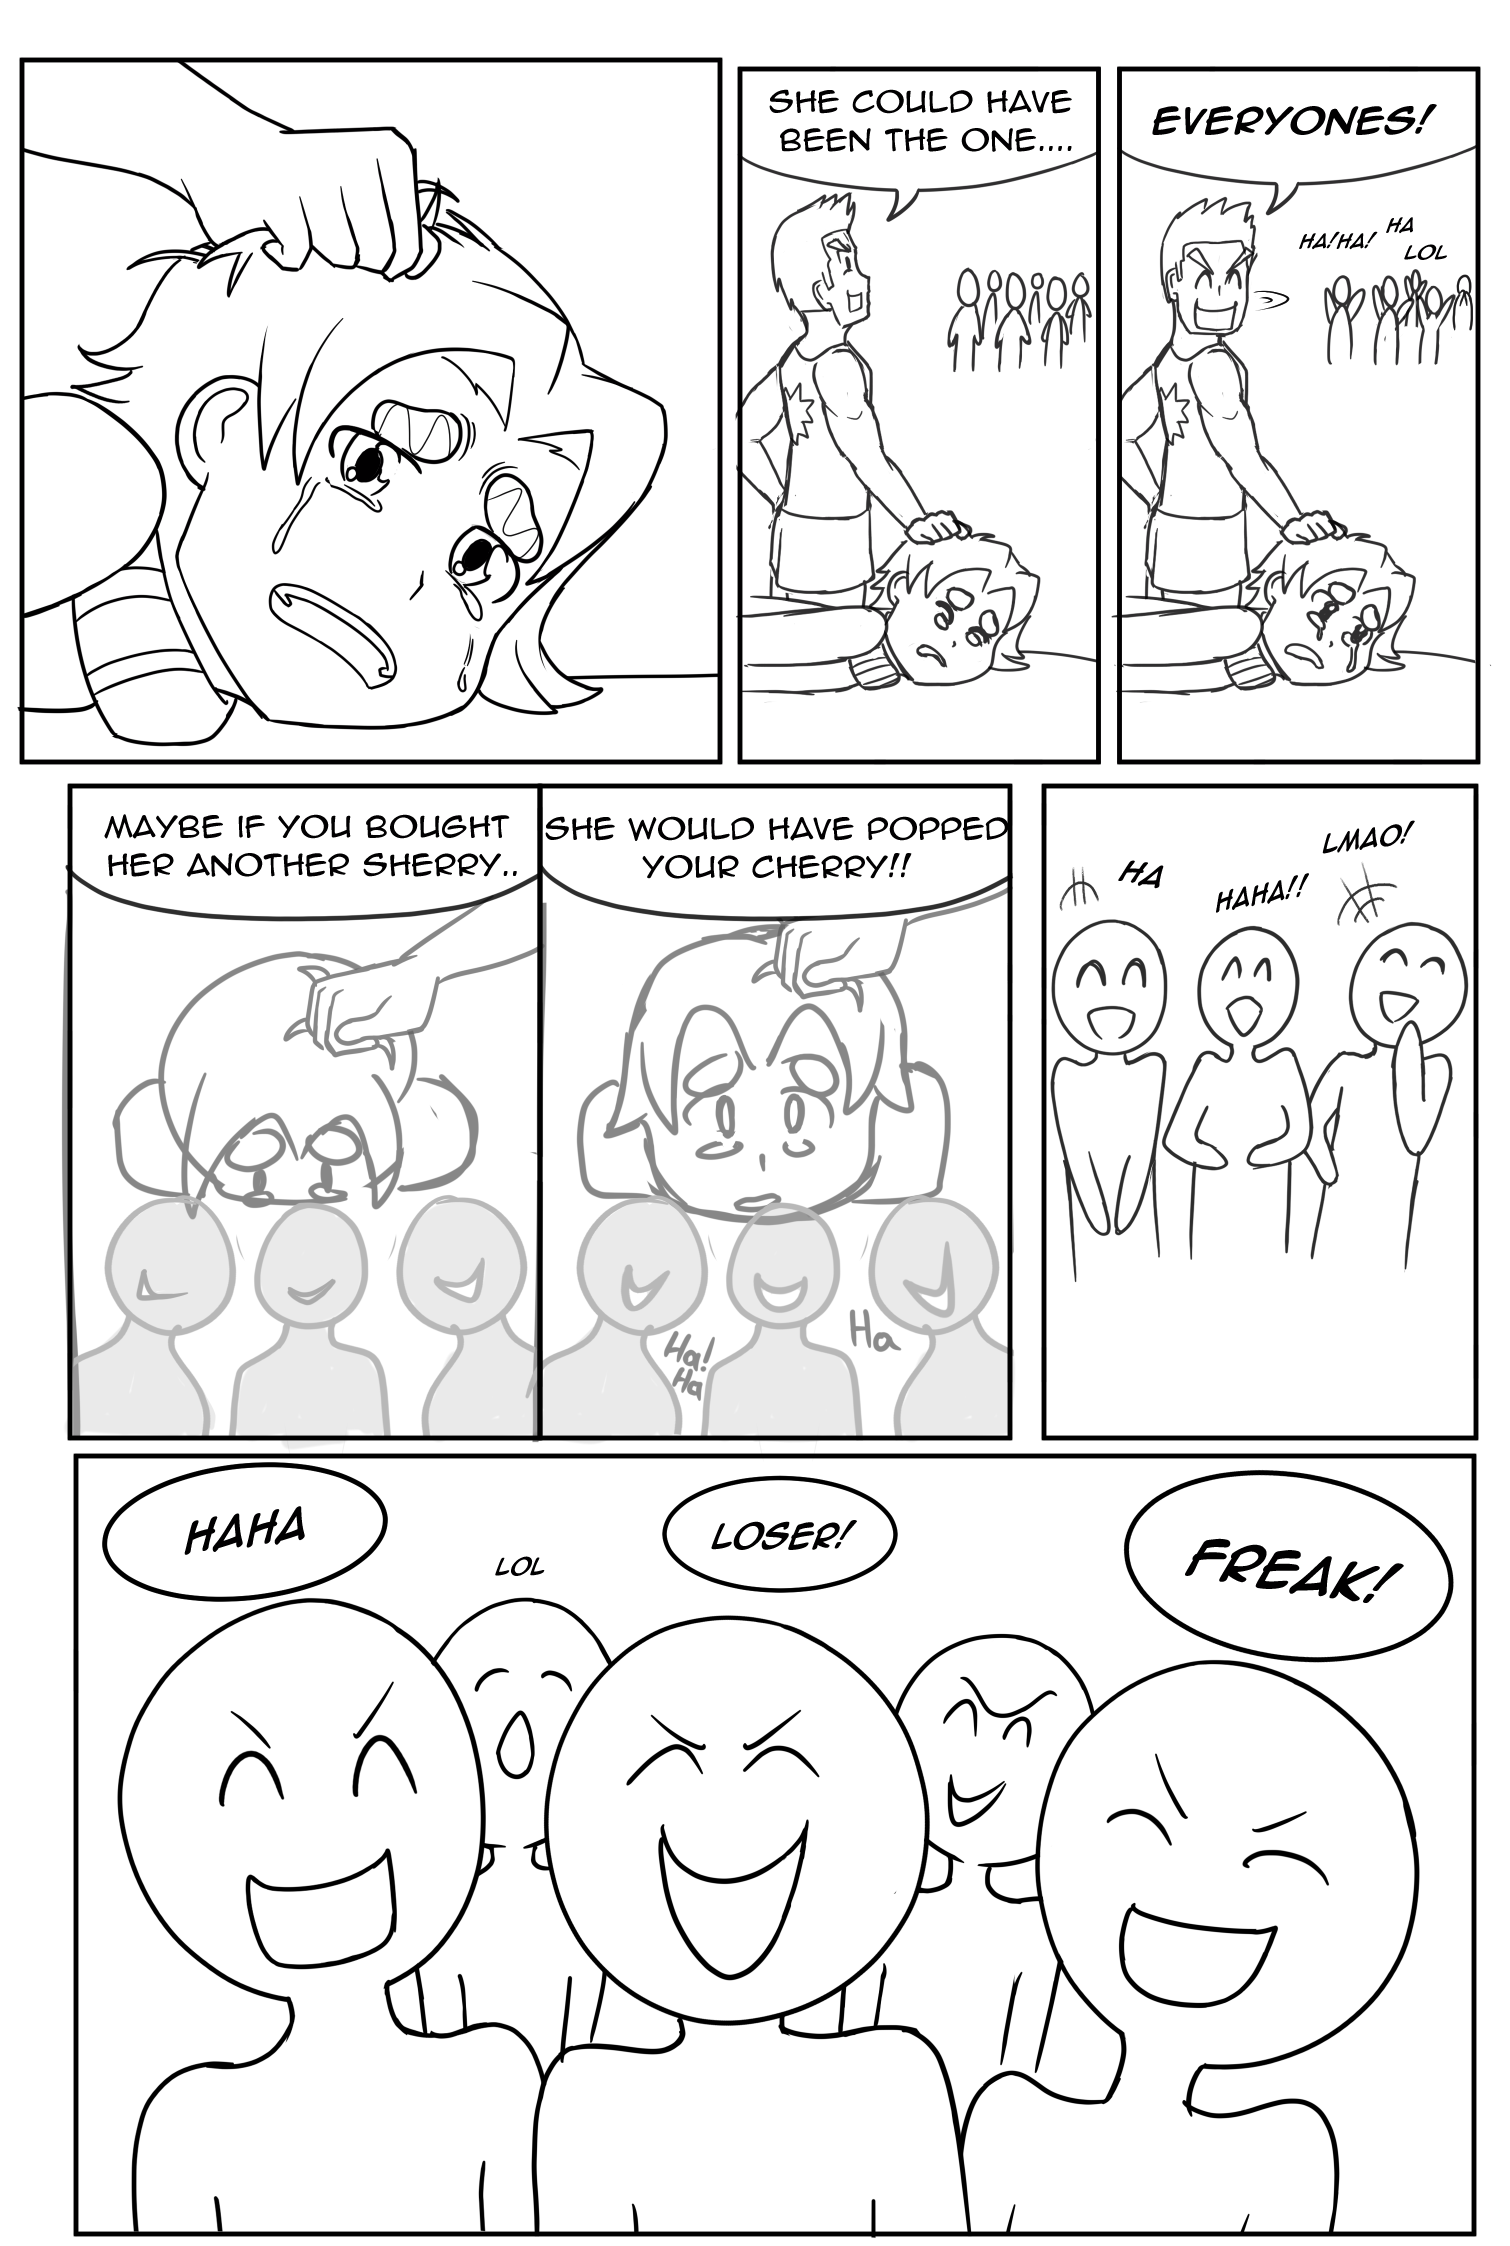 SHE COULD HAVE
BEEN THE ONE....
EVERYONES!
HA!HA!
HA
LOL
MAYBE IF YOU BOUGHT
HER ANOTHER SHERRY..
SHE WOULD HAVE POPPED
YOUR CHERRY!!
Ha!
Ha
Ha
HA
HAHA!!
LMAO!
HAHA
LOL
LOSER!
FREAK!